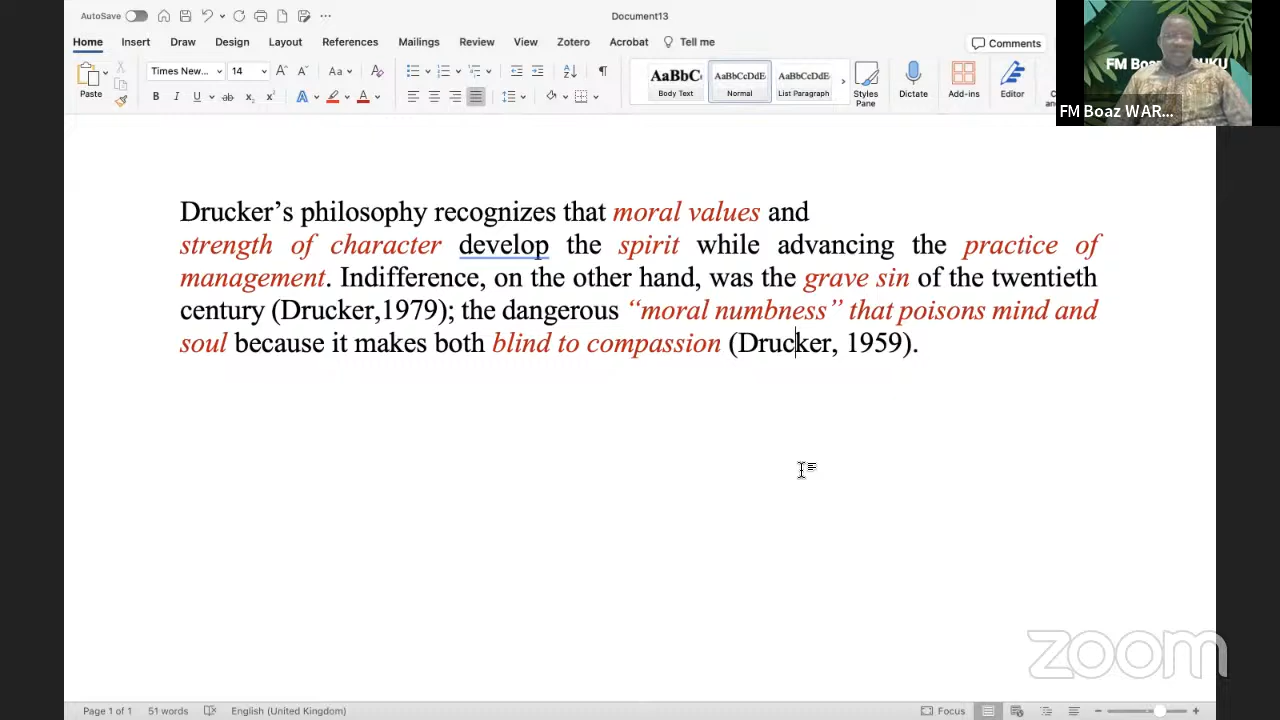 AutoSave
Document13
Home Insert Draw Design Layout References Mailings Review View Zotero Acrobat Tell me
Comments
Paste
Times New... 14
Aa
B I U ab x₂ x² A A
AaBbC AaBbCcDdE AaBbCcDdE
Body Text Normal List Paragraph
Styles Pane
Dictate
Add-ins
Editor
FM Boaz WAR...
Drucker’s philosophy recognizes that moral values and
strength of character develop the spirit while advancing the practice of
management. Indifference, on the other hand, was the grave sin of the twentieth
century (Drucker,1979); the dangerous “moral numbness” that poisons mind and
soul because it makes both blind to compassion (Drucker, 1959).
zoom
Page 1 of 1 51 words English (United Kingdom) Focus